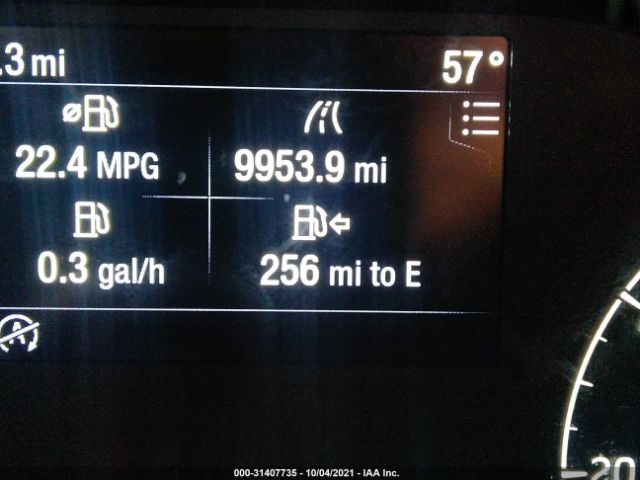 .3 mi 57°
22.4 MPG 9953.9 mi
0.3 gal/h 256 mi to E
A
20
000-31407735 - 10/04/2021 - IAA Inc.